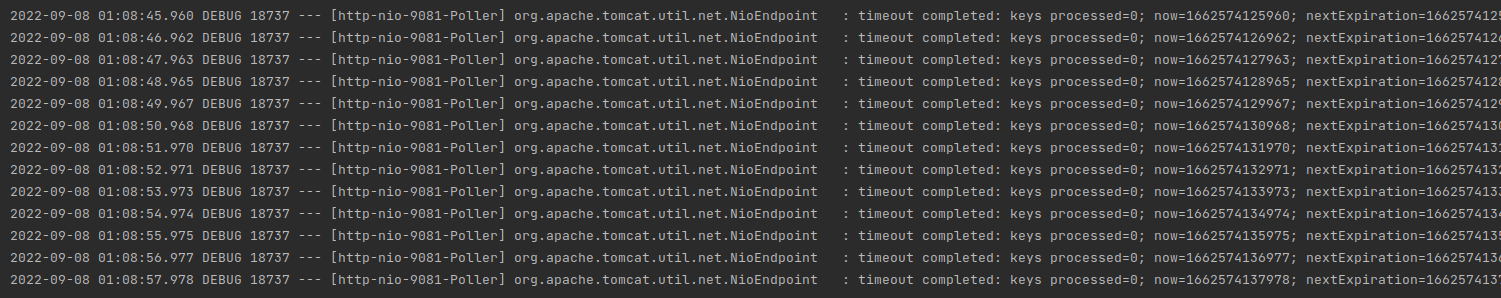 2022-09-08 01:08:45.960 DEBUG 18737 --- [http-nio-9081-Poller] org.apache.tomcat.util.net.NioEndpoint   : timeout completed: keys processed=0; now=1662574125960; nextExpiration=1662574125
2022-09-08 01:08:46.962 DEBUG 18737 --- [http-nio-9081-Poller] org.apache.tomcat.util.net.NioEndpoint   : timeout completed: keys processed=0; now=1662574126962; nextExpiration=1662574126
2022-09-08 01:08:47.963 DEBUG 18737 --- [http-nio-9081-Poller] org.apache.tomcat.util.net.NioEndpoint   : timeout completed: keys processed=0; now=1662574127963; nextExpiration=1662574127
2022-09-08 01:08:48.965 DEBUG 18737 --- [http-nio-9081-Poller] org.apache.tomcat.util.net.NioEndpoint   : timeout completed: keys processed=0; now=1662574128965; nextExpiration=1662574128
2022-09-08 01:08:49.967 DEBUG 18737 --- [http-nio-9081-Poller] org.apache.tomcat.util.net.NioEndpoint   : timeout completed: keys processed=0; now=1662574129967; nextExpiration=1662574129
2022-09-08 01:08:50.968 DEBUG 18737 --- [http-nio-9081-Poller] org.apache.tomcat.util.net.NioEndpoint   : timeout completed: keys processed=0; now=1662574130968; nextExpiration=1662574130
2022-09-08 01:08:51.970 DEBUG 18737 --- [http-nio-9081-Poller] org.apache.tomcat.util.net.NioEndpoint   : timeout completed: keys processed=0; now=1662574131970; nextExpiration=1662574131
2022-09-08 01:08:52.971 DEBUG 18737 --- [http-nio-9081-Poller] org.apache.tomcat.util.net.NioEndpoint   : timeout completed: keys processed=0; now=1662574132971; nextExpiration=1662574132
2022-09-08 01:08:53.973 DEBUG 18737 --- [http-nio-9081-Poller] org.apache.tomcat.util.net.NioEndpoint   : timeout completed: keys processed=0; now=1662574133973; nextExpiration=1662574133
2022-09-08 01:08:54.974 DEBUG 18737 --- [http-nio-9081-Poller] org.apache.tomcat.util.net.NioEndpoint   : timeout completed: keys processed=0; now=1662574134974; nextExpiration=1662574134
2022-09-08 01:08:55.975 DEBUG 18737 --- [http-nio-9081-Poller] org.apache.tomcat.util.net.NioEndpoint   : timeout completed: keys processed=0; now=1662574135975; nextExpiration=1662574135
2022-09-08 01:08:56.977 DEBUG 18737 --- [http-nio-9081-Poller] org.apache.tomcat.util.net.NioEndpoint   : timeout completed: keys processed=0; now=1662574136977; nextExpiration=1662574136
2022-09-08 01:08:57.978 DEBUG 18737 --- [http-nio-9081-Poller] org.apache.tomcat.util.net.NioEndpoint   : timeout completed: keys processed=0; now=1662574137978; nextExpiration=1662574137